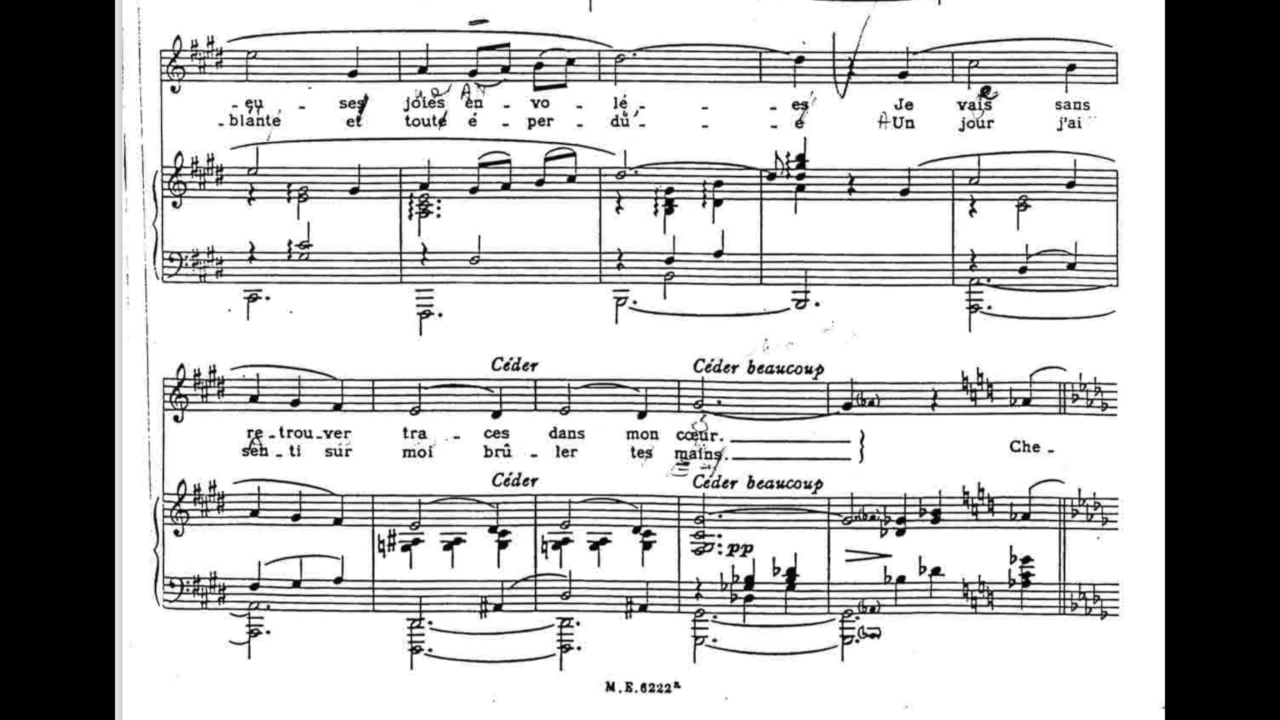 -eu - ses joies en - vo - lé - - - es Je vais sans
-blante et toute é - per - dû - - - e Un jour j'ai
Céder Céder beaucoup
re-trou-ver tra - ces dans mon cœur.
sen-ti sur moi brû - ler tes mains. Che -
Céder Céder beaucoup
pp
M.E.6222